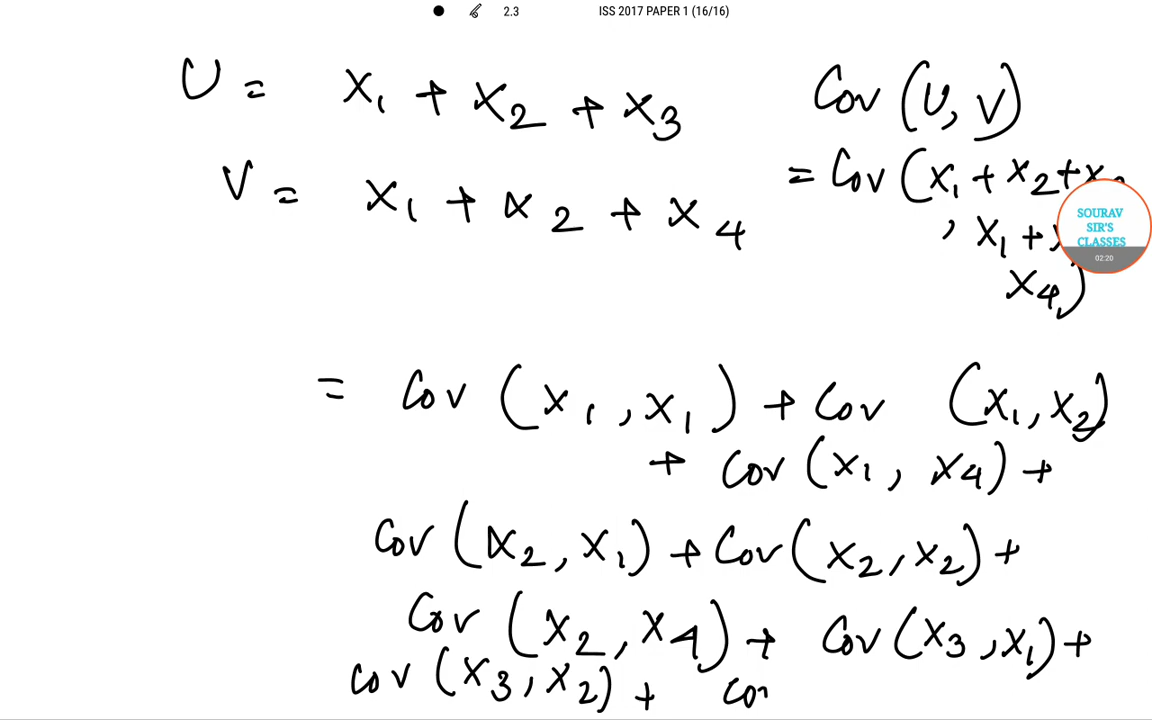 2.3 ISS 2017 PAPER 1 (16/16)
U = X₁ + X₂ + X₃
V = X₁ + X₂ + X₄
Cov (U, V)
= Cov (X₁ + X₂ + X
, X₁ +
X₄)
SOURAV
SIR'S
CLASSES
02:20
= Cov (X₁, X₁) + Cov (X₁, X₂)
+ Cov (X₁, X₄) +
Cov (X₂, X₁) + Cov (X₂, X₂) +
Cov (X₂, X₄) + Cov (X₃, X₁) +
Cov (X₃, X₂) + Cov